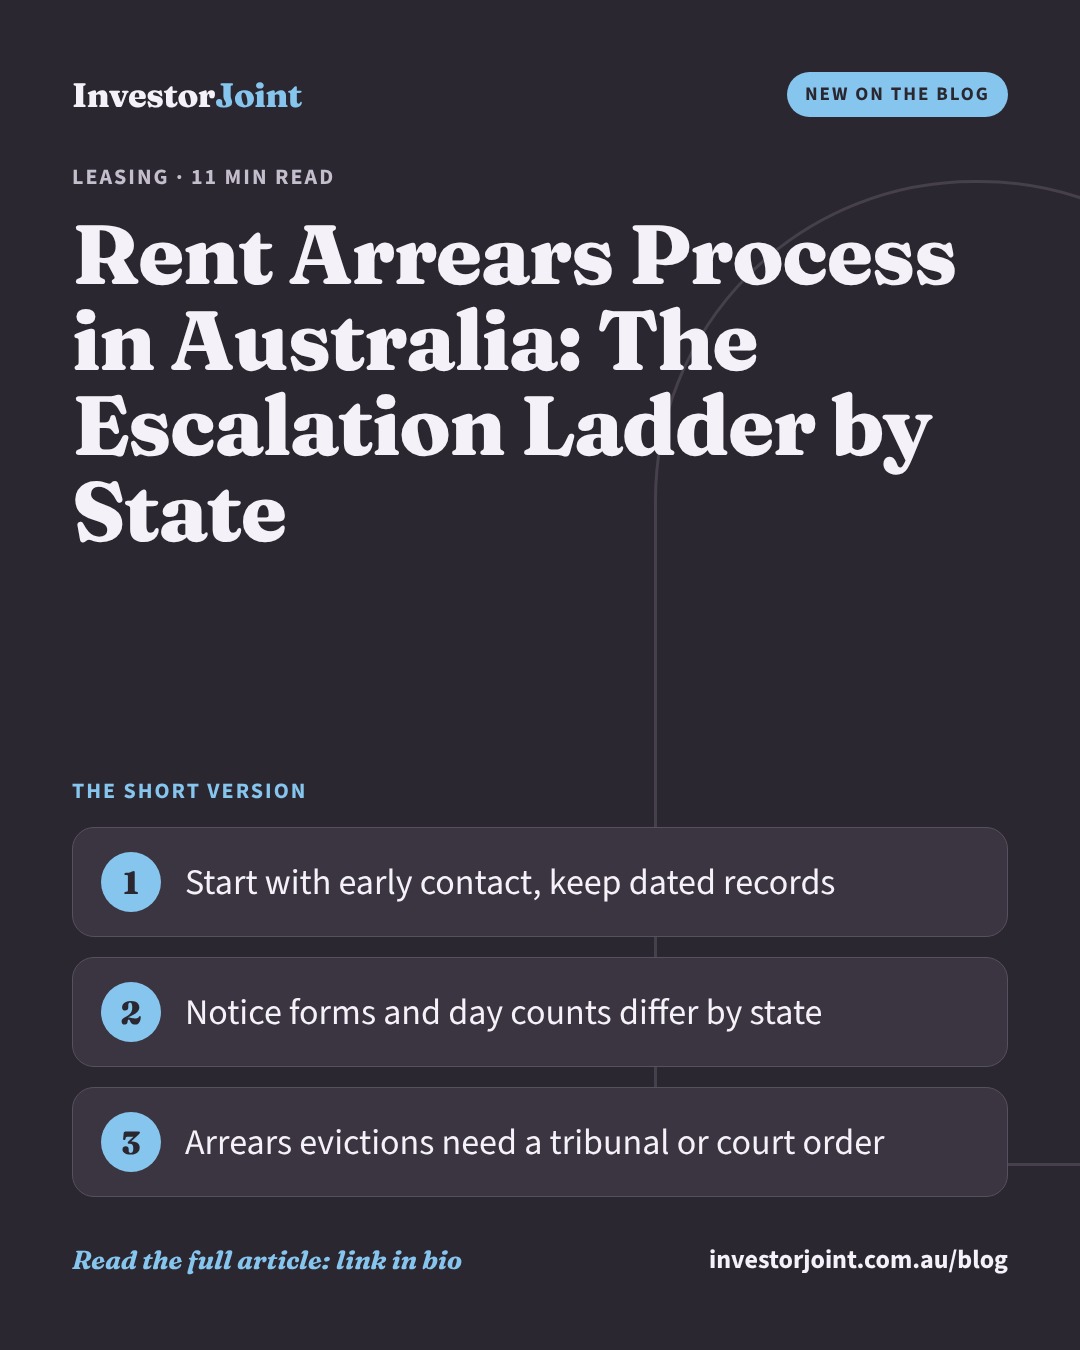 InvestorJoint
NEW ON THE BLOG
LEASING · 11 MIN READ
Rent Arrears Process
in Australia: The
Escalation Ladder by
State
THE SHORT VERSION
1 Start with early contact, keep dated records
2 Notice forms and day counts differ by state
3 Arrears evictions need a tribunal or court order
Read the full article: link in bio
investorjoint.com.au/blog